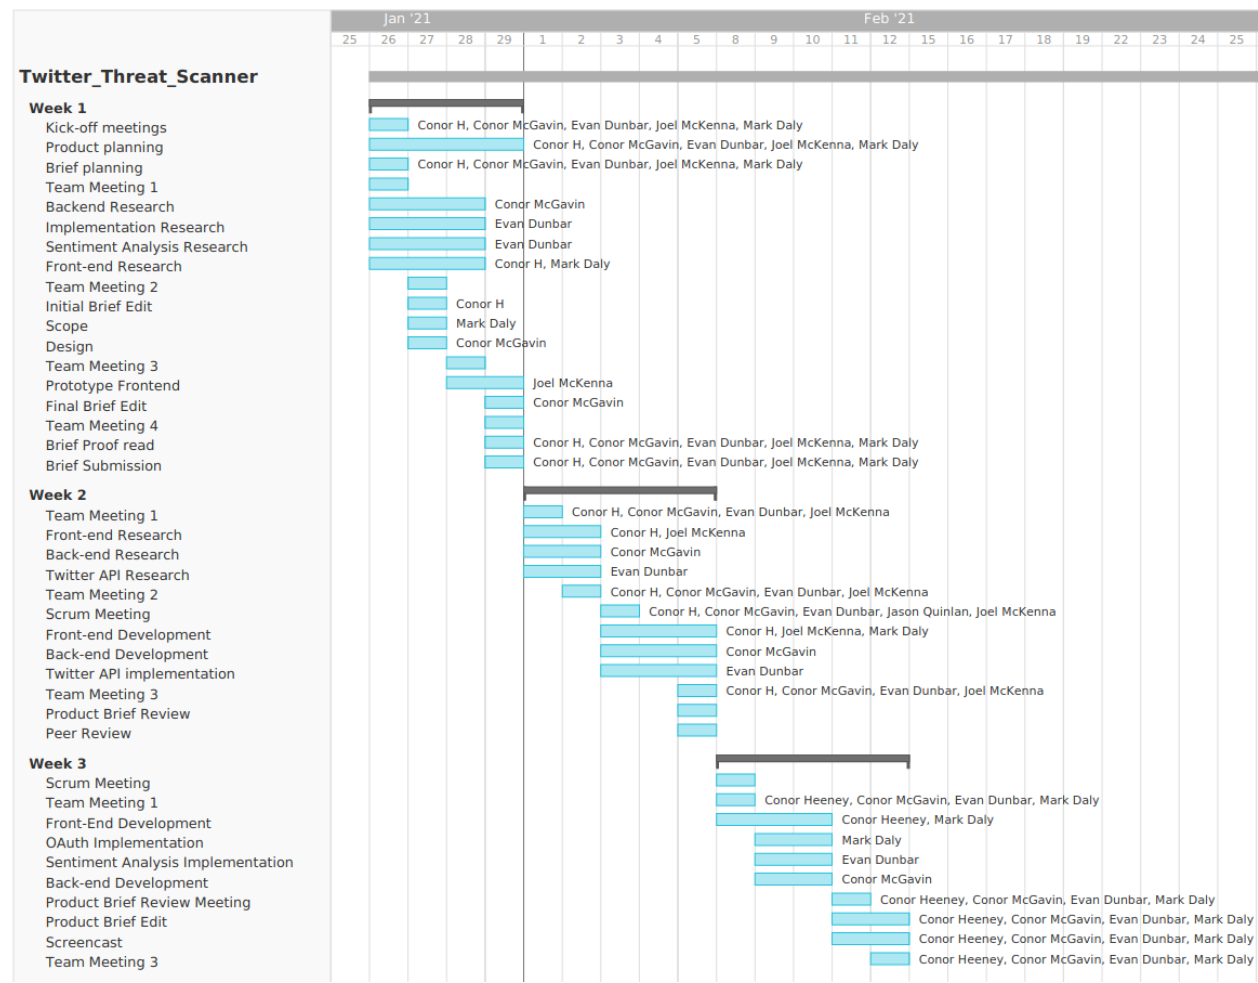 Jan '21 Feb '21
25 26 27 28 29 1 2 3 4 5 8 9 10 11 12 15 16 17 18 19 22 23 24 25
Twitter_Threat_Scanner
Week 1
Kick-off meetings Conor H, Conor McGavin, Evan Dunbar, Joel McKenna, Mark Daly
Product planning Conor H, Conor McGavin, Evan Dunbar, Joel McKenna, Mark Daly
Brief planning Conor H, Conor McGavin, Evan Dunbar, Joel McKenna, Mark Daly
Team Meeting 1
Backend Research Conor McGavin
Implementation Research Evan Dunbar
Sentiment Analysis Research Evan Dunbar
Front-end Research Conor H, Mark Daly
Team Meeting 2
Initial Brief Edit Conor H
Scope Mark Daly
Design Conor McGavin
Team Meeting 3
Prototype Frontend Joel McKenna
Final Brief Edit Conor McGavin
Team Meeting 4
Brief Proof read Conor H, Conor McGavin, Evan Dunbar, Joel McKenna, Mark Daly
Brief Submission Conor H, Conor McGavin, Evan Dunbar, Joel McKenna, Mark Daly
Week 2
Team Meeting 1 Conor H, Conor McGavin, Evan Dunbar, Joel McKenna
Front-end Research Conor H, Joel McKenna
Back-end Research Conor McGavin
Twitter API Research Evan Dunbar
Team Meeting 2 Conor H, Conor McGavin, Evan Dunbar, Joel McKenna
Scrum Meeting Conor H, Conor McGavin, Evan Dunbar, Jason Quinlan, Joel McKenna
Front-end Development Conor H, Joel McKenna, Mark Daly
Back-end Development Conor McGavin
Twitter API implementation Evan Dunbar
Team Meeting 3 Conor H, Conor McGavin, Evan Dunbar, Joel McKenna
Product Brief Review
Peer Review
Week 3
Scrum Meeting
Team Meeting 1 Conor Heeney, Conor McGavin, Evan Dunbar, Mark Daly
Front-End Development Conor Heeney, Mark Daly
OAuth Implementation Mark Daly
Sentiment Analysis Implementation Evan Dunbar
Back-end Development Conor McGavin
Product Brief Review Meeting Conor Heeney, Conor McGavin, Evan Dunbar, Mark Daly
Product Brief Edit Conor Heeney, Conor McGavin, Evan Dunbar, Mark Daly
Screencast Conor Heeney, Conor McGavin, Evan Dunbar, Mark Daly
Team Meeting 3 Conor Heeney, Conor McGavin, Evan Dunbar, Mark Daly